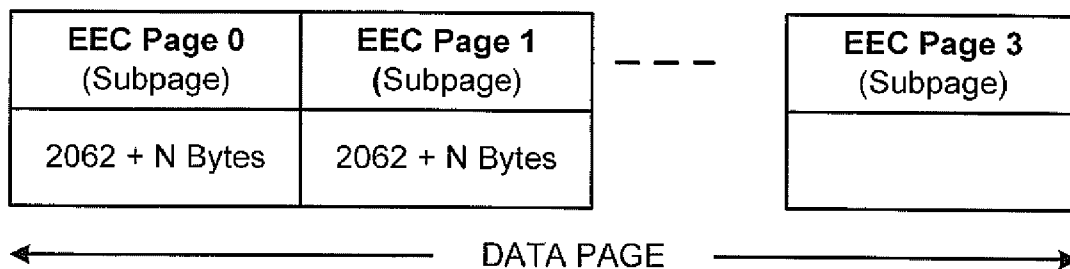 EEC Page 0
(Subpage)
EEC Page 1
(Subpage)
EEC Page 3
(Subpage)
2062 + N Bytes
2062 + N Bytes
DATA PAGE